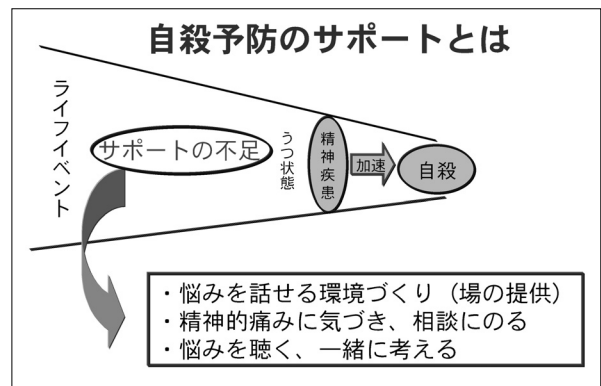 自殺予防のサポートとは
ライフイベント
サポートの不足
うつ状態
精神疾患
加速
自殺
・悩みを話せる環境づくり（場の提供）
・精神的痛みに気づき、相談にのる
・悩みを聴く、一緒に考える